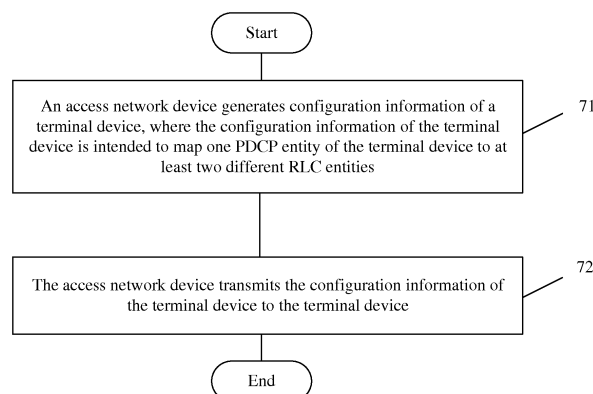 Start
An access network device generates configuration information of a
terminal device, where the configuration information of the terminal
device is intended to map one PDCP entity of the terminal device to at
least two different RLC entities
71
The access network device transmits the configuration information of
the terminal device to the terminal device
72
End